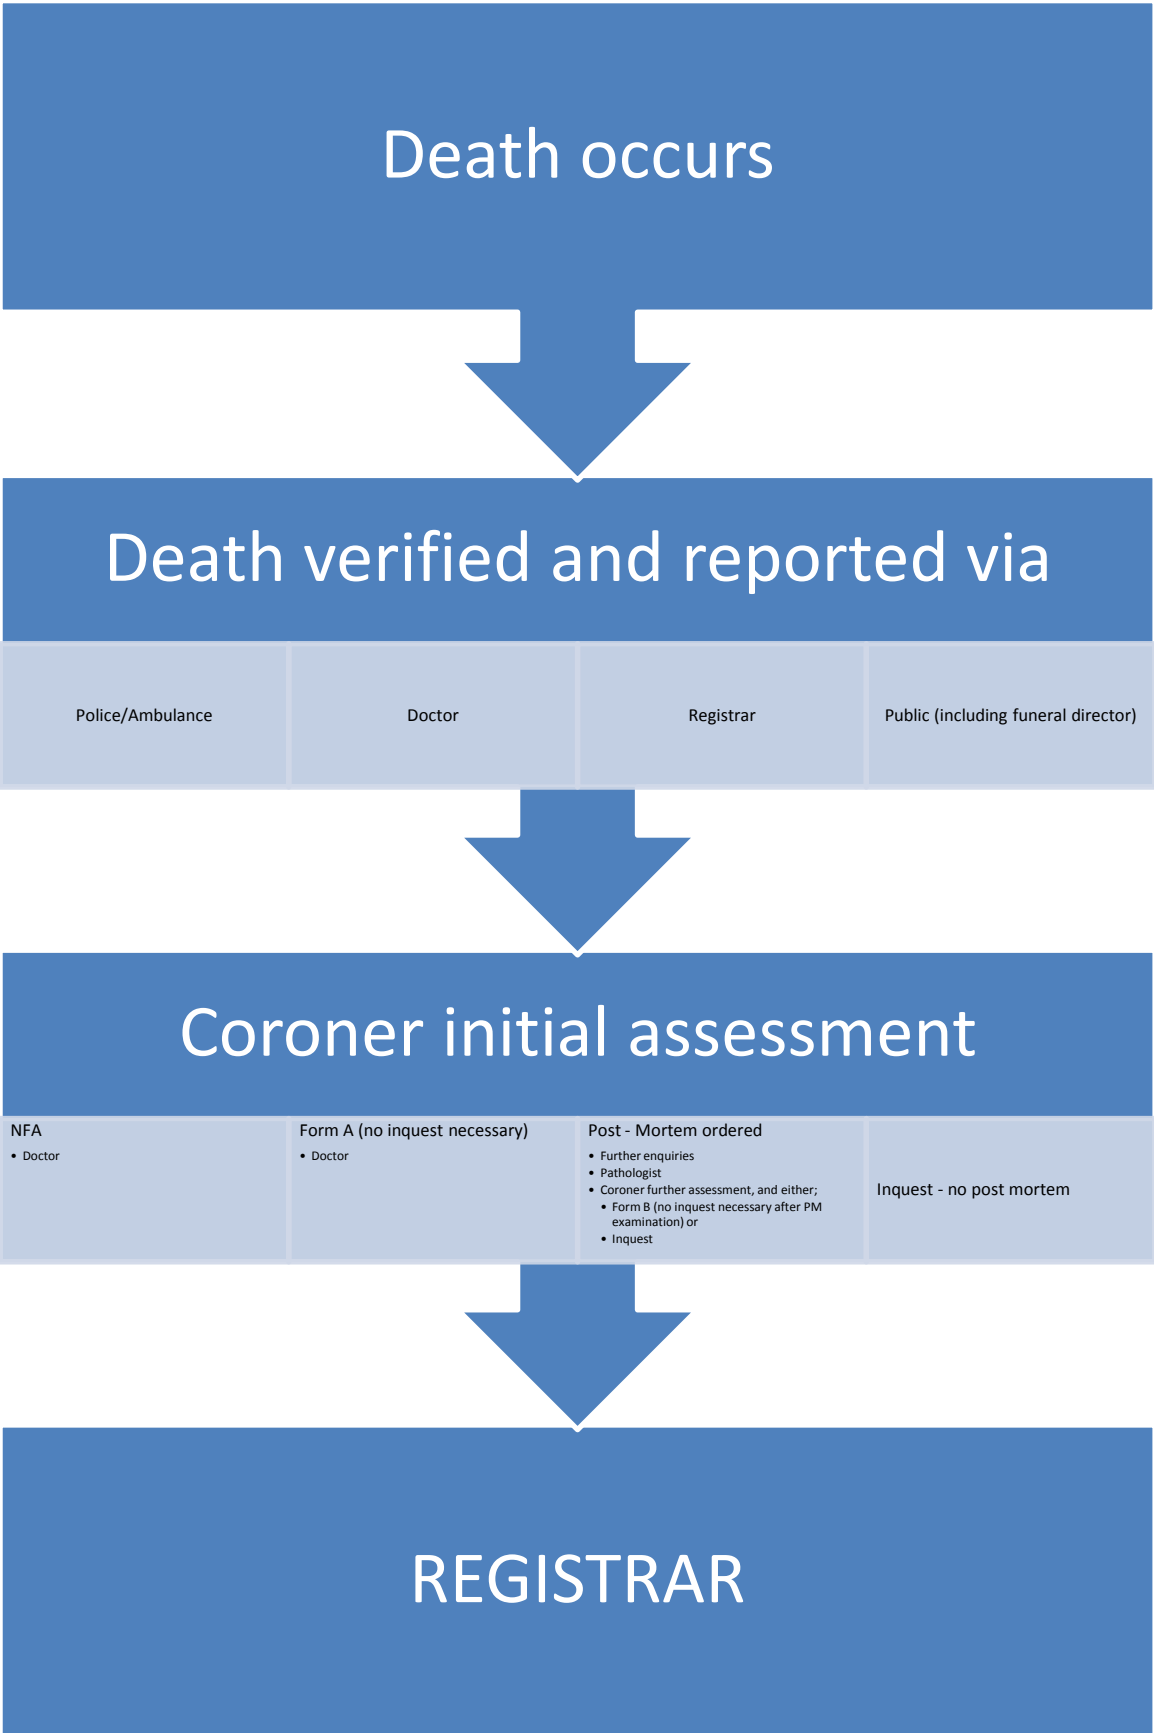 Death occurs
Death verified and reported via
Police/Ambulance
Doctor
Registrar
Public (including funeral director)
Coroner initial assessment
NFA
• Doctor
Form A (no inquest necessary)
• Doctor
Post - Mortem ordered
• Further enquiries
• Pathologist
• Coroner further assessment, and either;
• Form B (no inquest necessary after PM
examination) or
• Inquest
Inquest - no post mortem
REGISTRAR